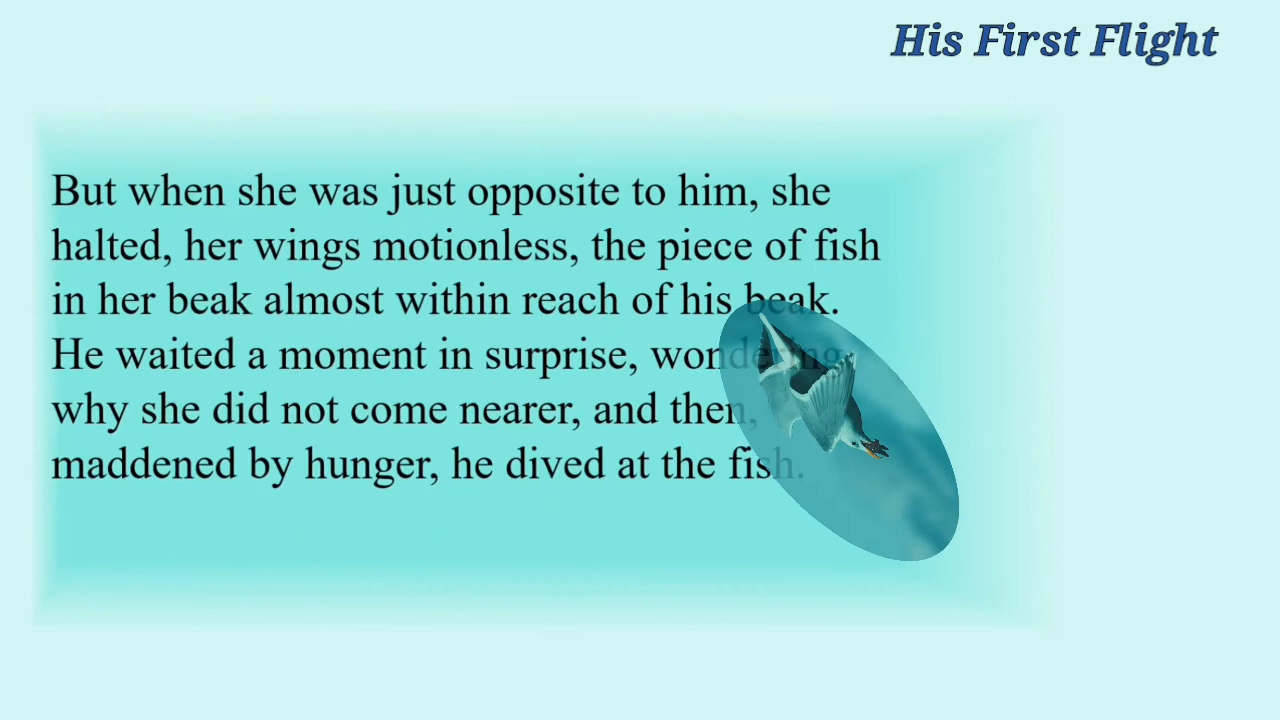 His First Flight
But when she was just opposite to him, she
halted, her wings motionless, the piece of fish
in her beak almost within reach of his beak.
He waited a moment in surprise, wondering
why she did not come nearer, and then,
maddened by hunger, he dived at the fish.